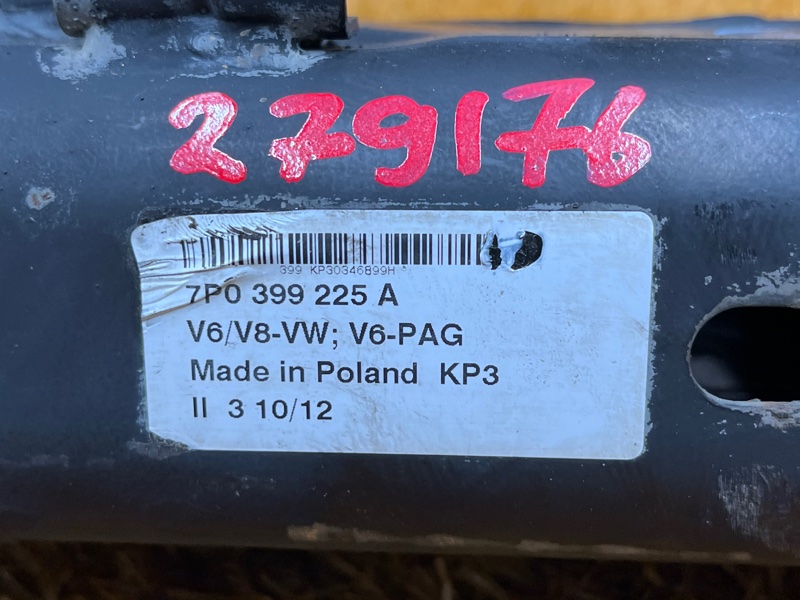 279176
399 KP30346899H *
7P0 399 225 A
V6/V8-VW; V6-PAG
Made in Poland KP3
II 3 10/12